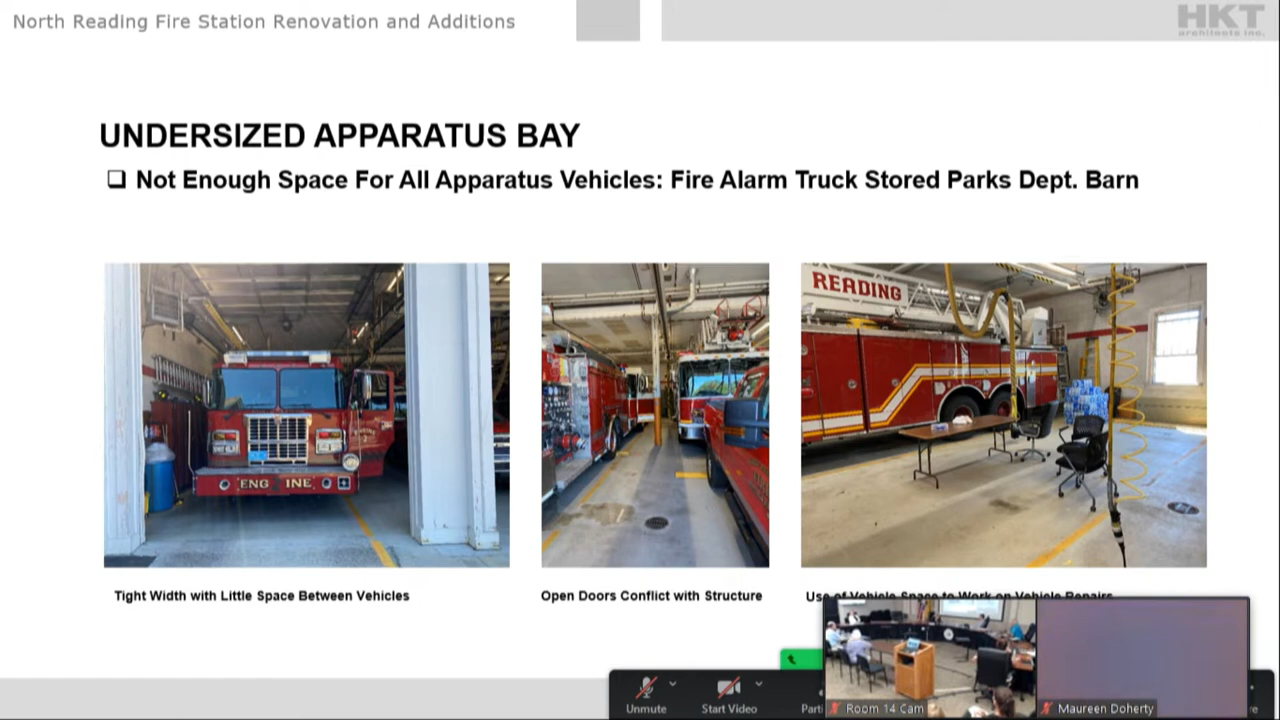 North Reading Fire Station Renovation and Additions
HKT
architects inc.
UNDERSIZED APPARATUS BAY
❑ Not Enough Space For All Apparatus Vehicles: Fire Alarm Truck Stored Parks Dept. Barn
READING
ENG INE
Tight Width with Little Space Between Vehicles
Open Doors Conflict with Structure
Use of Vehicle Space to Work on Vehicle Repairs
Unmute
Start Video
Parti
Room 14 Cam
Maureen Doherty
re